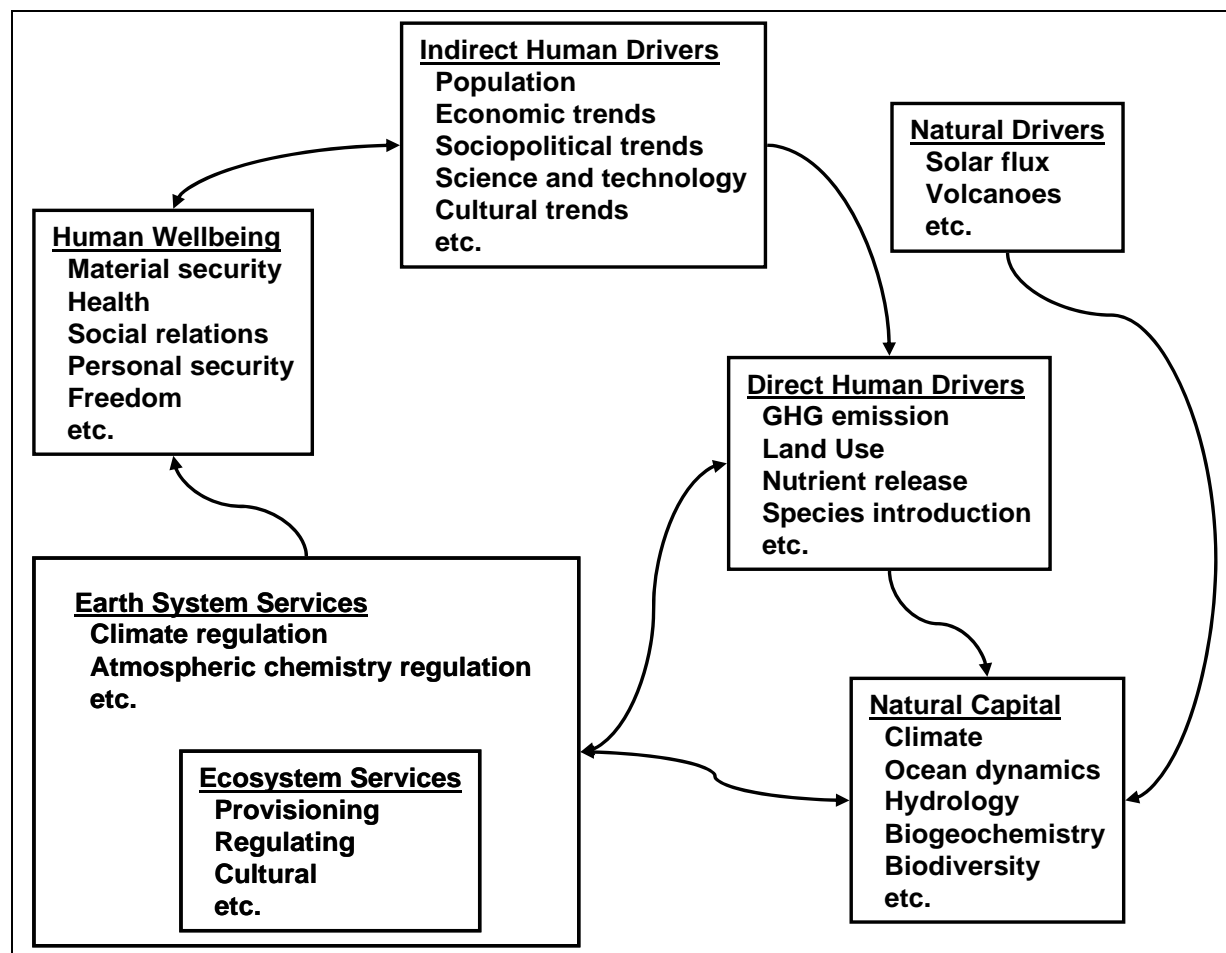 Indirect Human Drivers
Population
Economic trends
Sociopolitical trends
Science and technology
Cultural trends
etc.
Natural Drivers
Solar flux
Volcanoes
etc.
Human Wellbeing
Material security
Health
Social relations
Personal security
Freedom
etc.
Direct Human Drivers
GHG emission
Land Use
Nutrient release
Species introduction
etc.
Earth System Services
Climate regulation
Atmospheric chemistry regulation
etc.
Ecosystem Services
Provisioning
Regulating
Cultural
etc.
Natural Capital
Climate
Ocean dynamics
Hydrology
Biogeochemistry
Biodiversity
etc.